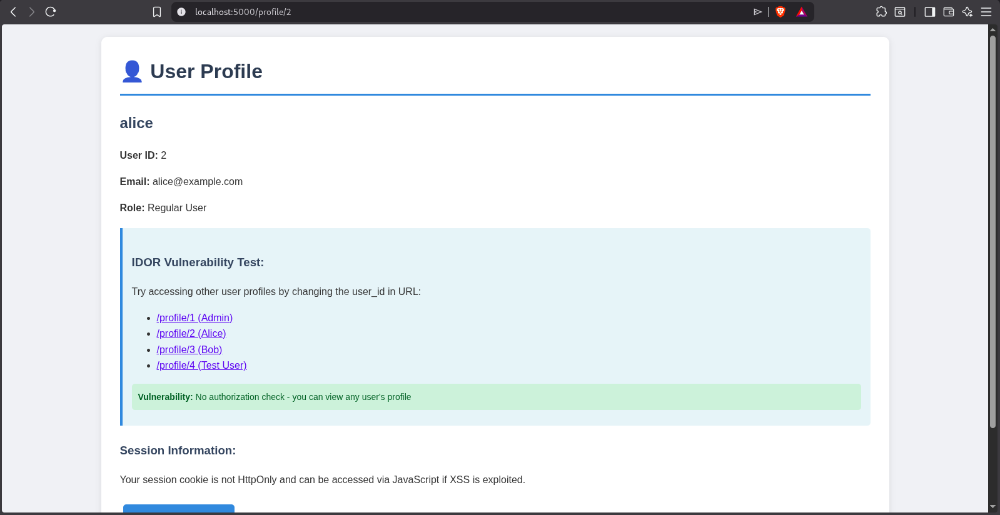 localhost:5000/profile/2
User Profile
alice
User ID: 2
Email: alice@example.com
Role: Regular User
IDOR Vulnerability Test:
Try accessing other user profiles by changing the user_id in URL:
/profile/1 (Admin)
/profile/2 (Alice)
/profile/3 (Bob)
/profile/4 (Test User)
Vulnerability: No authorization check - you can view any user's profile
Session Information:
Your session cookie is not HttpOnly and can be accessed via JavaScript if XSS is exploited.